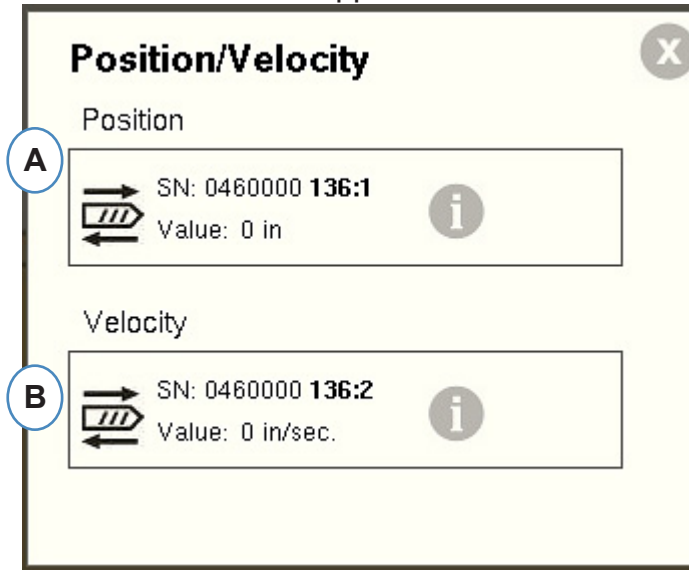 Position/Velocity
X
Position
A
SN: 0460000 136:1
Value: 0 in
i
Velocity
B
SN: 0460000 136:2
Value: 0 in/sec.
i